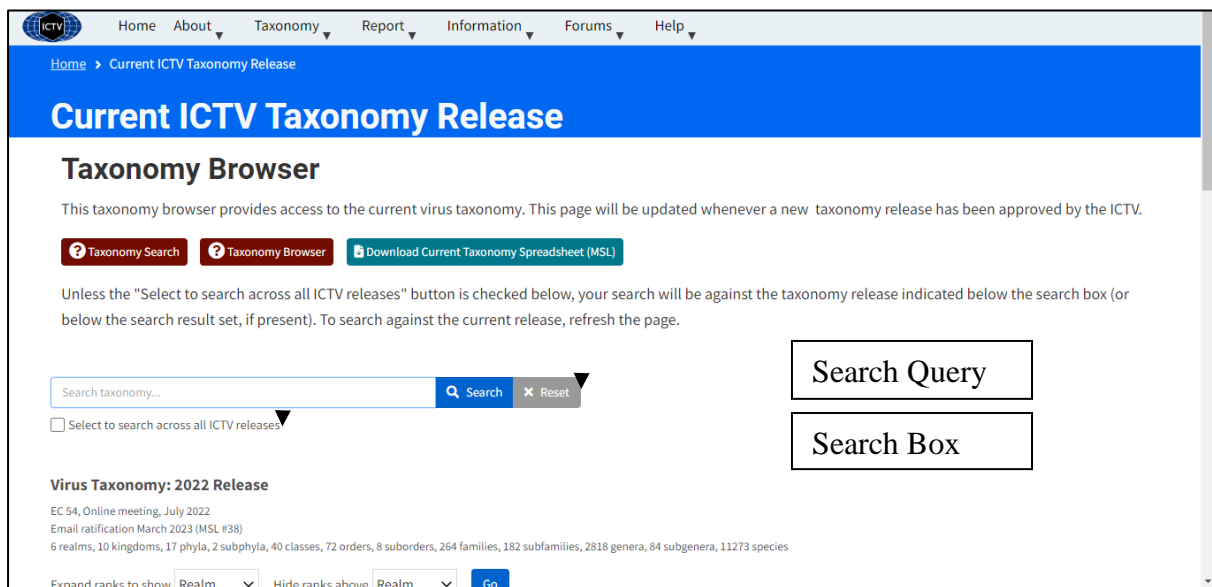 ICTV Home About Taxonomy Report Information Forums Help
Home > Current ICTV Taxonomy Release
Current ICTV Taxonomy Release
Taxonomy Browser
This taxonomy browser provides access to the current virus taxonomy. This page will be updated whenever a new taxonomy release has been approved by the ICTV.
Taxonomy Search Taxonomy Browser Download Current Taxonomy Spreadsheet (MSL)
Unless the "Select to search across all ICTV releases" button is checked below, your search will be against the taxonomy release indicated below the search box (or
below the search result set, if present). To search against the current release, refresh the page.
Search Query
Search taxonomy... Search Reset
Select to search across all ICTV releases
Search Box
Virus Taxonomy: 2022 Release
EC 54, Online meeting, July 2022
Email ratification March 2023 (MSL #38)
6 realms, 10 kingdoms, 17 phyla, 2 subphyla, 40 classes, 72 orders, 8 suborders, 264 families, 182 subfamilies, 2818 genera, 84 subgenera, 11273 species
Expand ranks to show Realm Hide ranks above Realm Go